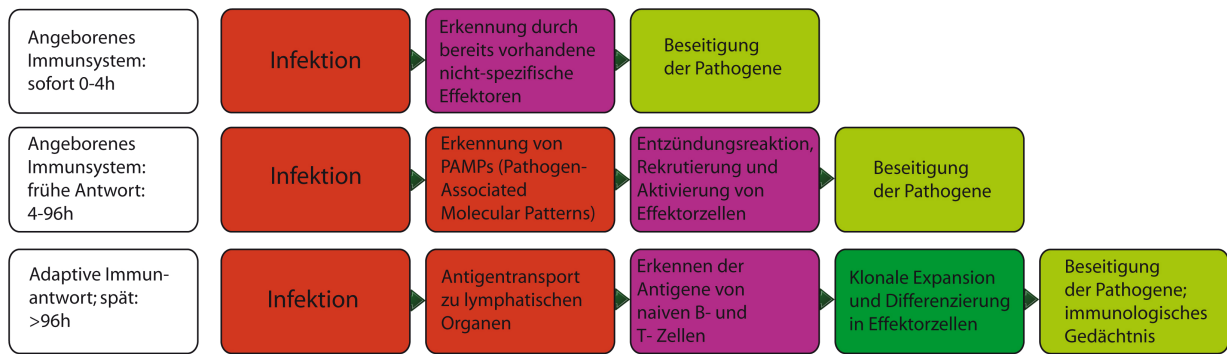 Angeborenes
Immunsystem:
sofort 0-4h
Infektion
Erkennung durch
bereits vorhandene
nicht-spezifische
Effektoren
Beseitigung
der Pathogene
Angeborenes
Immunsystem:
frühe Antwort:
4-96h
Infektion
Erkennung von
PAMPs (Pathogen-
Associated
Molecular Patterns)
Entzündungsreaktion,
Rekrutierung und
Aktivierung von
Effektorzellen
Beseitigung
der Pathogene
Adaptive Immun-
antwort; spät:
>96h
Infektion
Antigentransport
zu lymphatischen
Organen
Erkennen der
Antigene von
naiven B- und
T- Zellen
Klonale Expansion
und Differenzierung
in Effektorzellen
Beseitigung
der Pathogene;
immunologisches
Gedächtnis